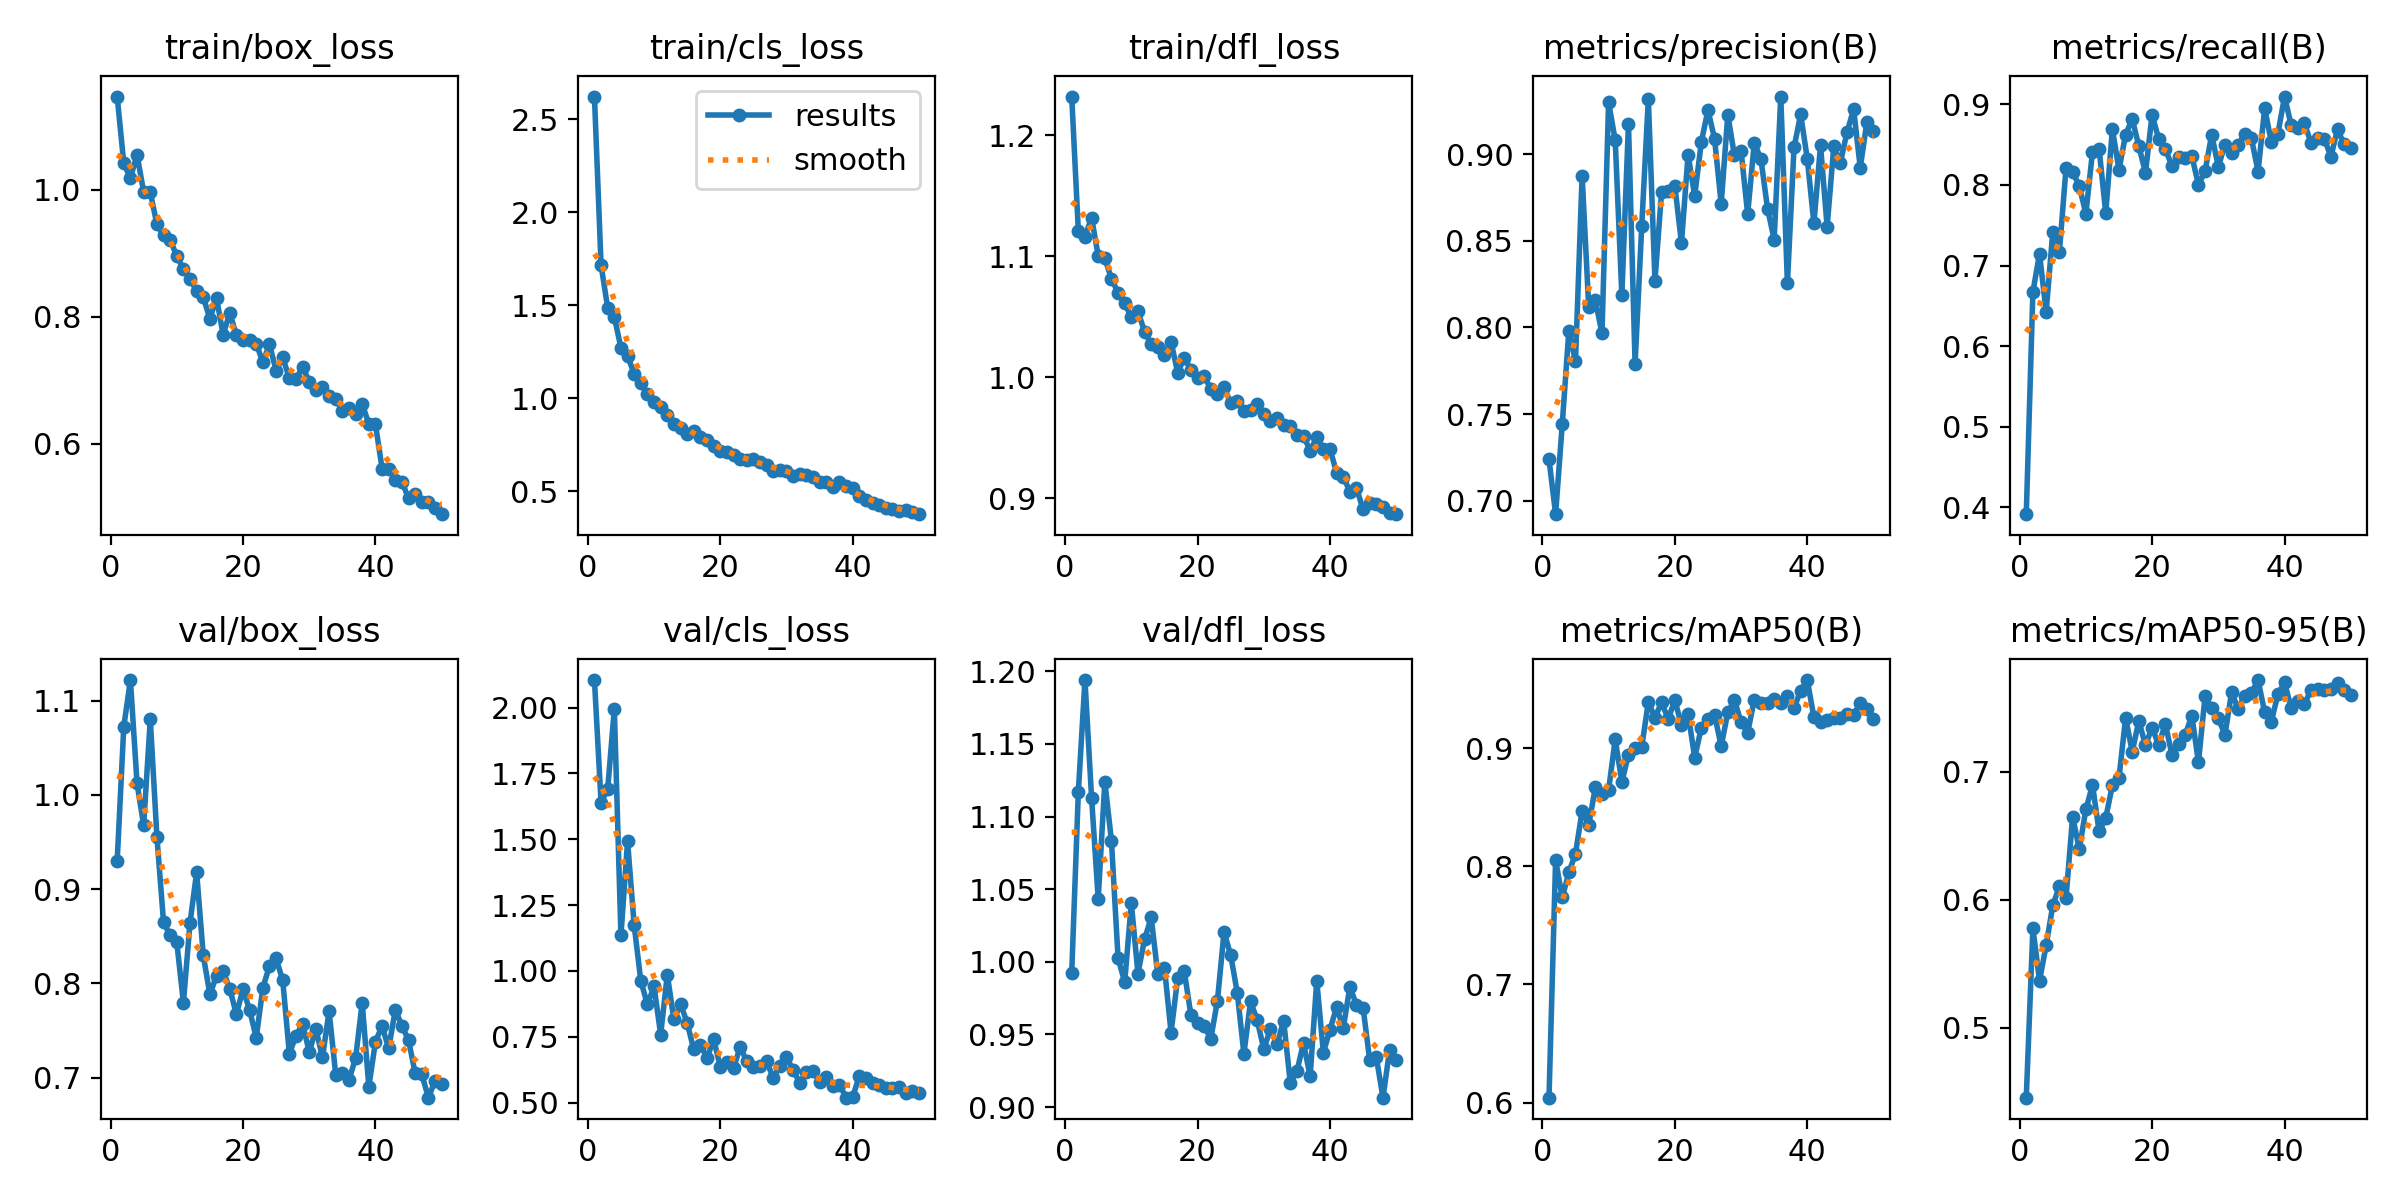 train/box_loss
1.0
0.8
0.6
0 20 40
train/cls_loss
results
smooth
2.5
2.0
1.5
1.0
0.5
0 20 40
train/dfl_loss
1.2
1.1
1.0
0.9
0 20 40
metrics/precision(B)
0.90
0.85
0.80
0.75
0.70
0 20 40
metrics/recall(B)
0.9
0.8
0.7
0.6
0.5
0.4
0 20 40
val/box_loss
1.1
1.0
0.9
0.8
0.7
0 20 40
val/cls_loss
2.00
1.75
1.50
1.25
1.00
0.75
0.50
0 20 40
val/dfl_loss
1.20
1.15
1.10
1.05
1.00
0.95
0.90
0 20 40
metrics/mAP50(B)
0.9
0.8
0.7
0.6
0 20 40
metrics/mAP50-95(B)
0.7
0.6
0.5
0 20 40